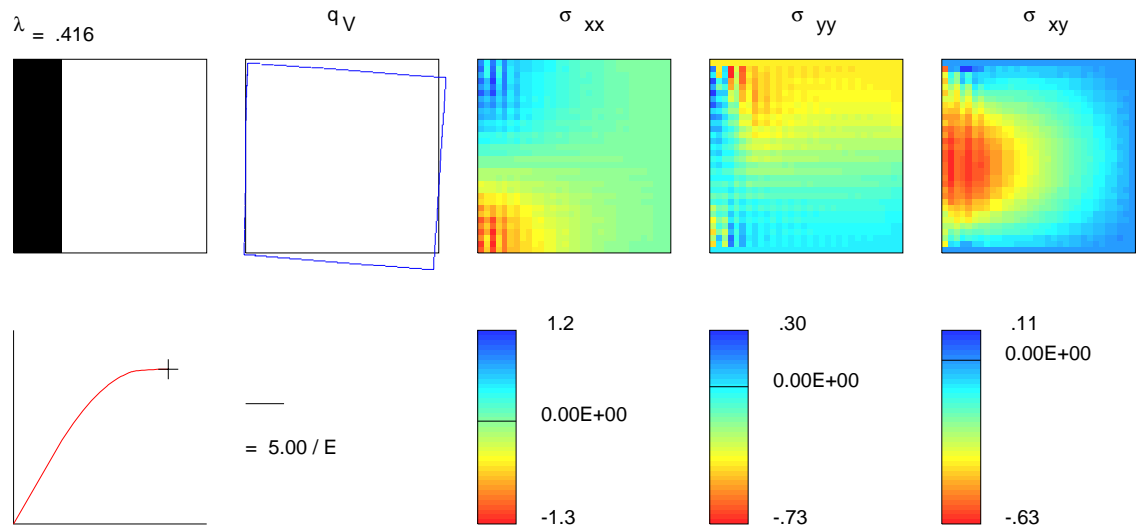 λ = .416
q V
σ xx
σ yy
σ xy
1.2
.30
.11
0.00E+00
0.00E+00
0.00E+00
= 5.00 / E
-1.3
-.73
-.63